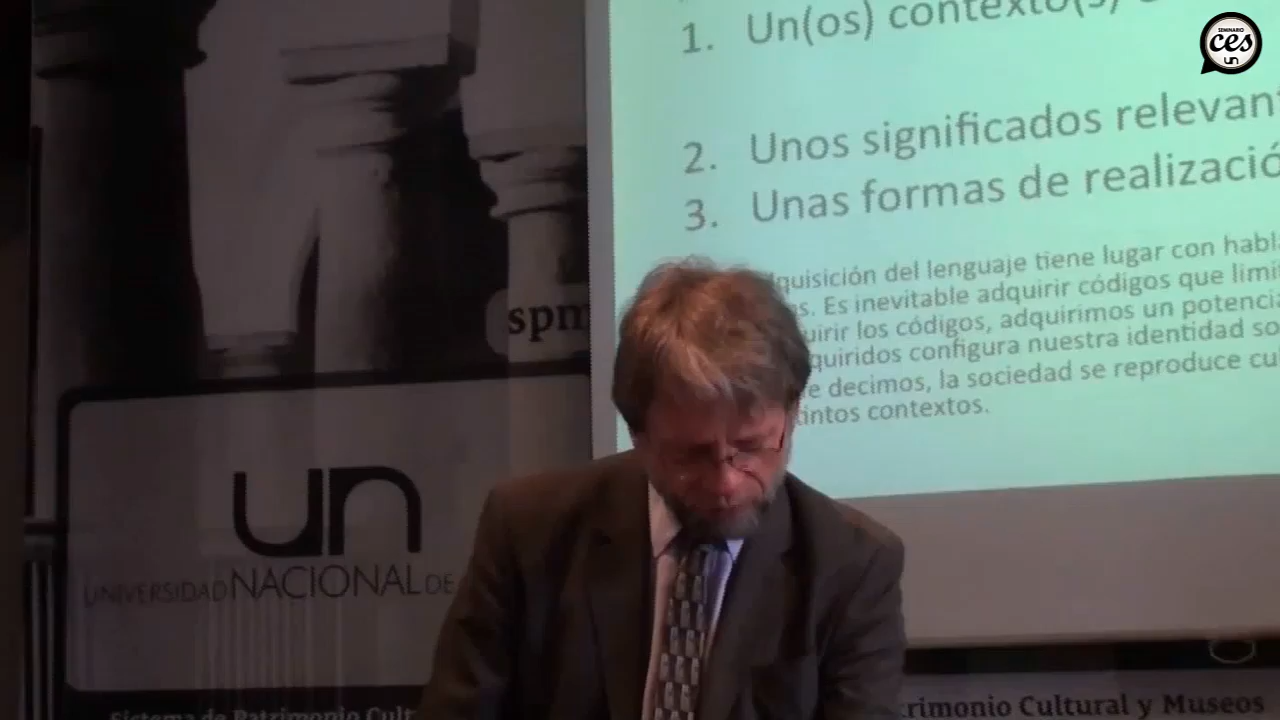 SEMINARIO
ces
un
1. Un(os) contexto(s)
2. Unos significados relevan
3. Unas formas de realizació
quisición del lenguaje tiene lugar con habl
s. Es inevitable adquirir códigos que limi
uirir los códigos, adquirimos un potencia
quiridos configura nuestra identidad so
e decimos, la sociedad se reproduce cu
tintos contextos.
spm
un
UNIVERSIDAD NACIONAL DE
Sistema de Patrimonio Cult
rimonio Cultural y Museos